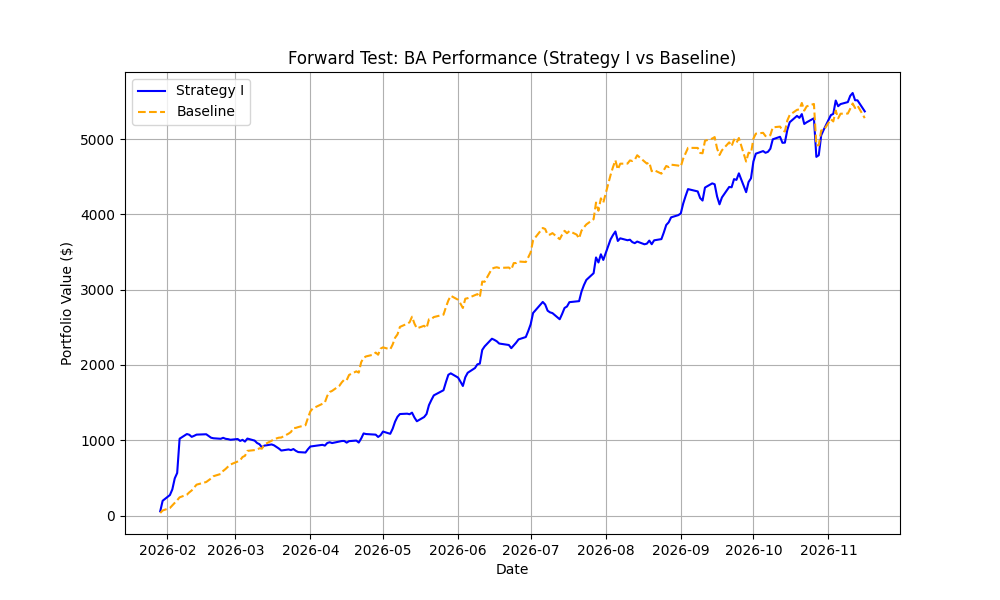 Forward Test: BA Performance (Strategy I vs Baseline)
Strategy I
Baseline
Portfolio Value ($)
5000
4000
3000
2000
1000
0
2026-02 2026-03 2026-04 2026-05 2026-06 2026-07 2026-08 2026-09 2026-10 2026-11
Date